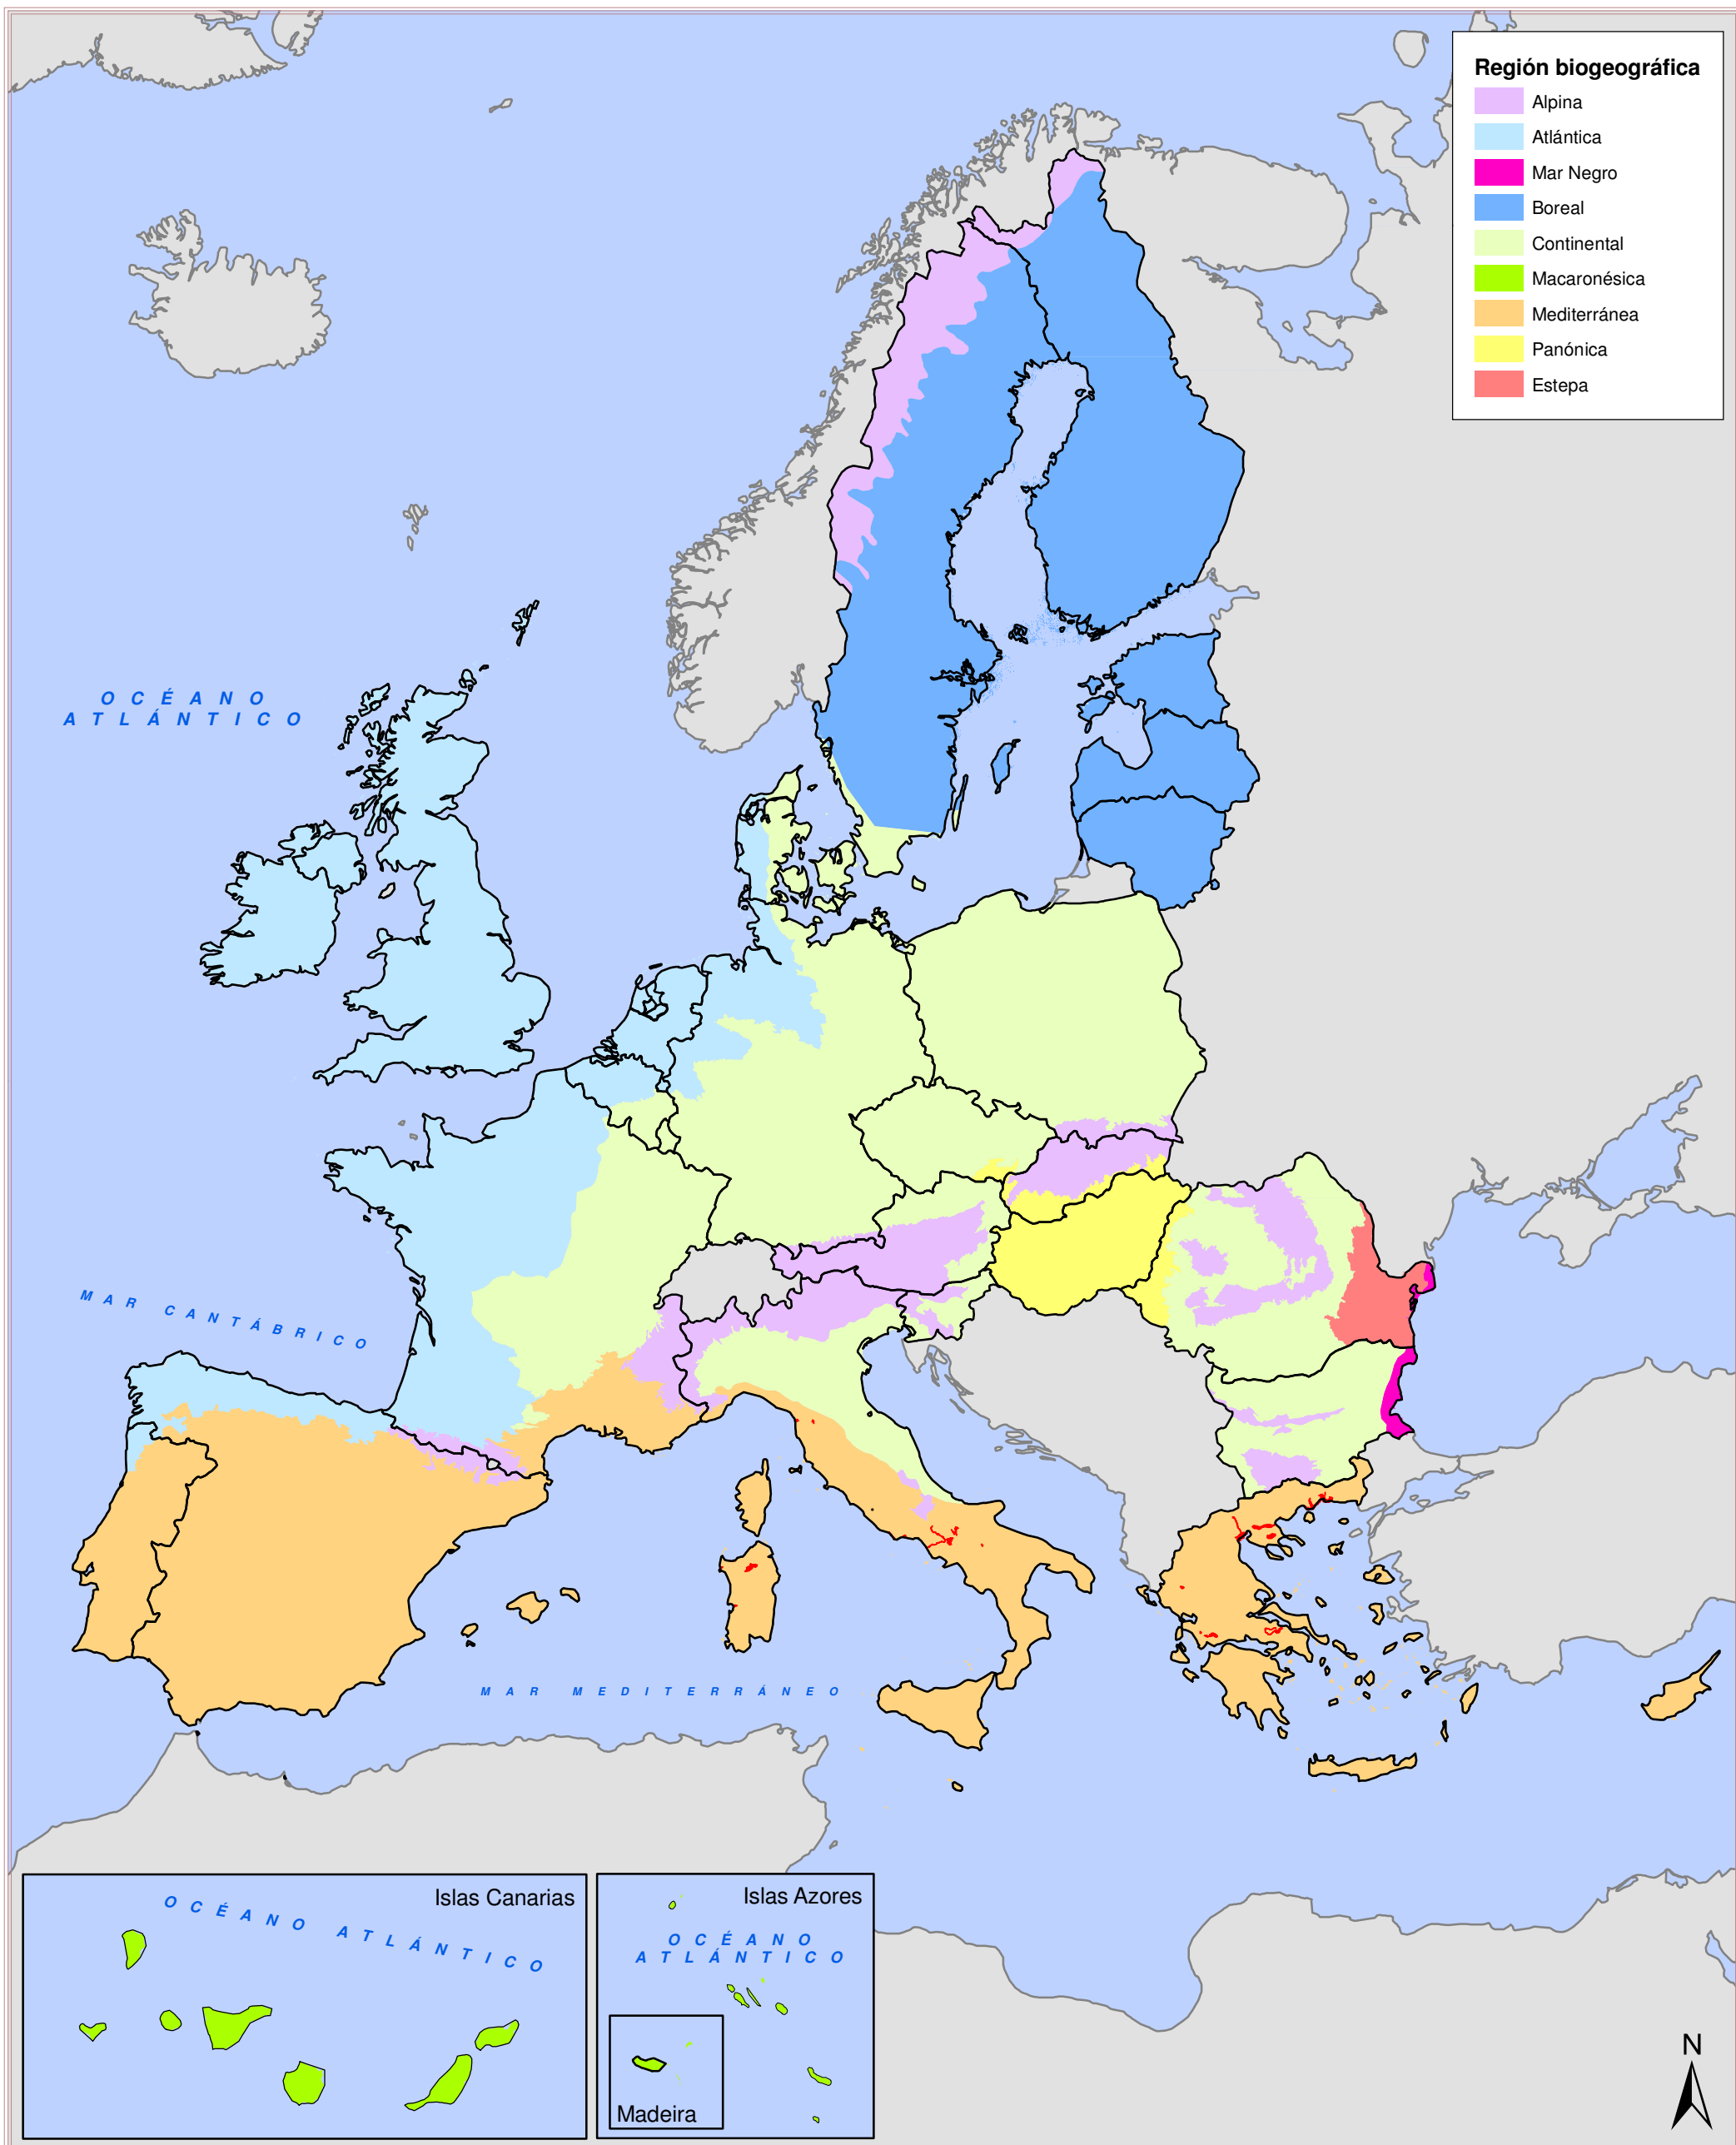 Región biogeográfica
Alpina
Atlántica
Mar Negro
Boreal
Continental
Macaronésica
Mediterránea
Panónica
Estepa
OCÉANO
ATLÁNTICO
MAR CANTÁBRICO
MAR MEDITERRÁNEO
Islas Canarias
OCÉANO ATLÁNTICO
Islas Azores
OCÉANO
ATLÁNTICO
Madeira
N